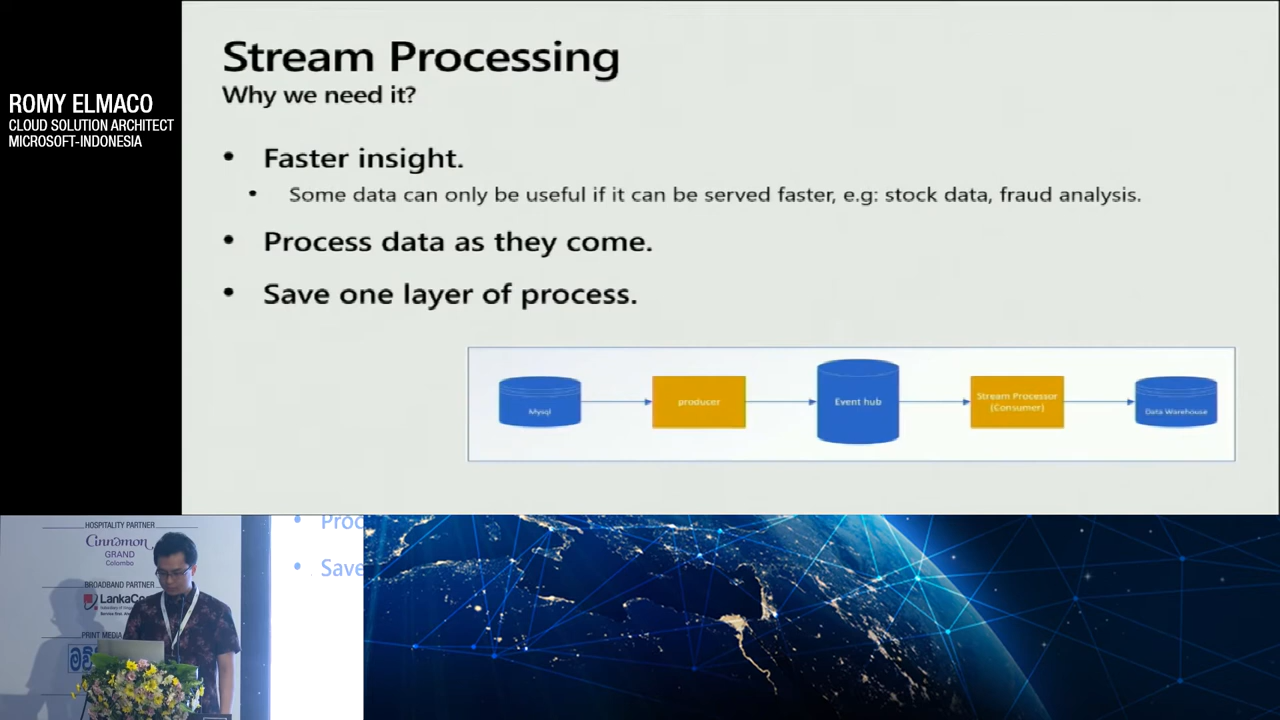 ROMY ELMACO
CLOUD SOLUTION ARCHITECT
MICROSOFT-INDONESIA
Stream Processing
Why we need it?
• Faster insight.
• Some data can only be useful if it can be served faster, e.g: stock data, fraud analysis.
• Process data as they come.
• Save one layer of process.
Mysql
producer
Event hub
Stream Processor
(Consumer)
Data Warehouse
• Proc
• Save
HOSPITALITY PARTNER
Cinnamon
GRAND
Colombo
BROADBAND PARTNER
LankaCo
PRINT MEDIA